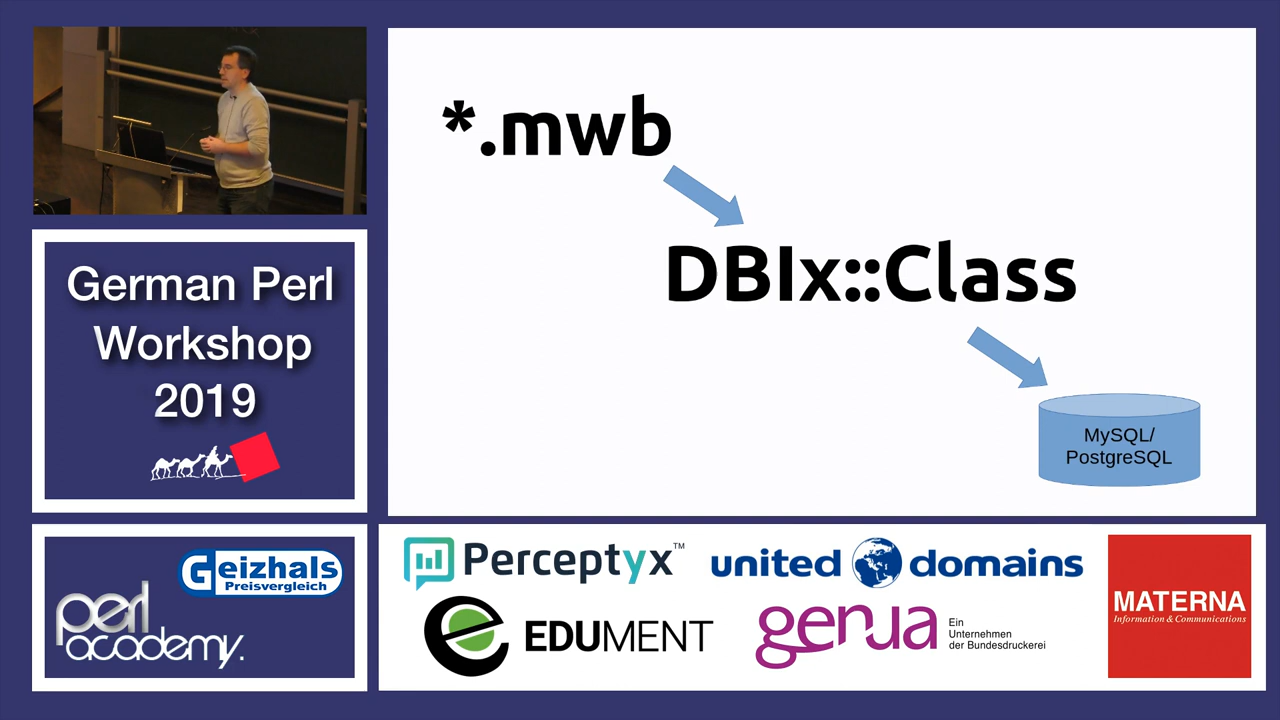 *.mwb
DBIx::Class
MySQL/
PostgreSQL
German Perl
Workshop
2019
Geizhals
Preisvergleich
perl
academy.
Perceptyx™
united domains
EDUMENT
genua
Ein
Unternehmen
der Bundesdruckerei
MATERNA
Information & Communications